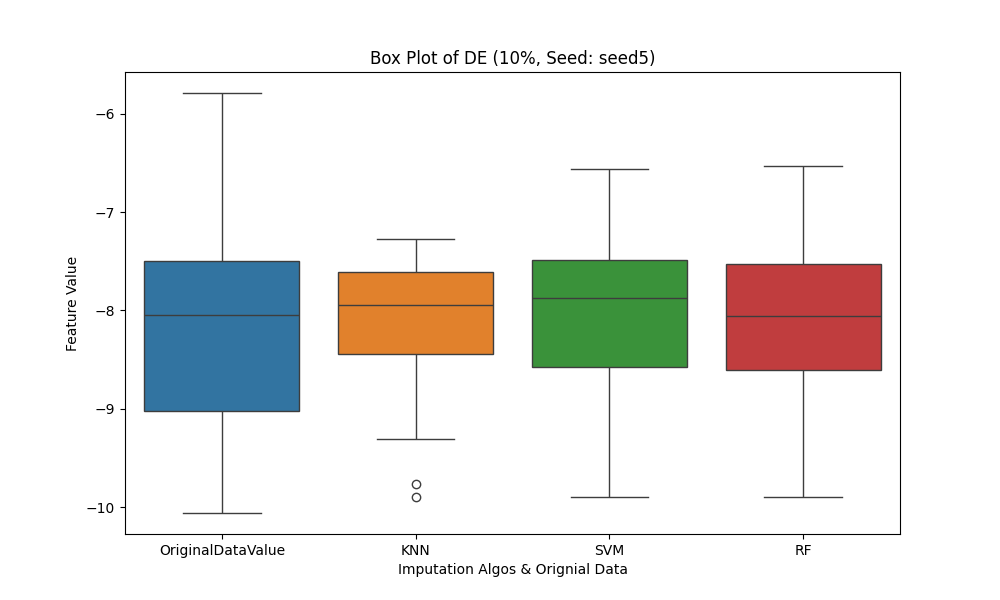 Box Plot of DE (10%, Seed: seed5)
Feature Value
−6
−7
−8
−9
−10
OriginalDataValue
KNN
SVM
RF
Imputation Algos & Orignial Data